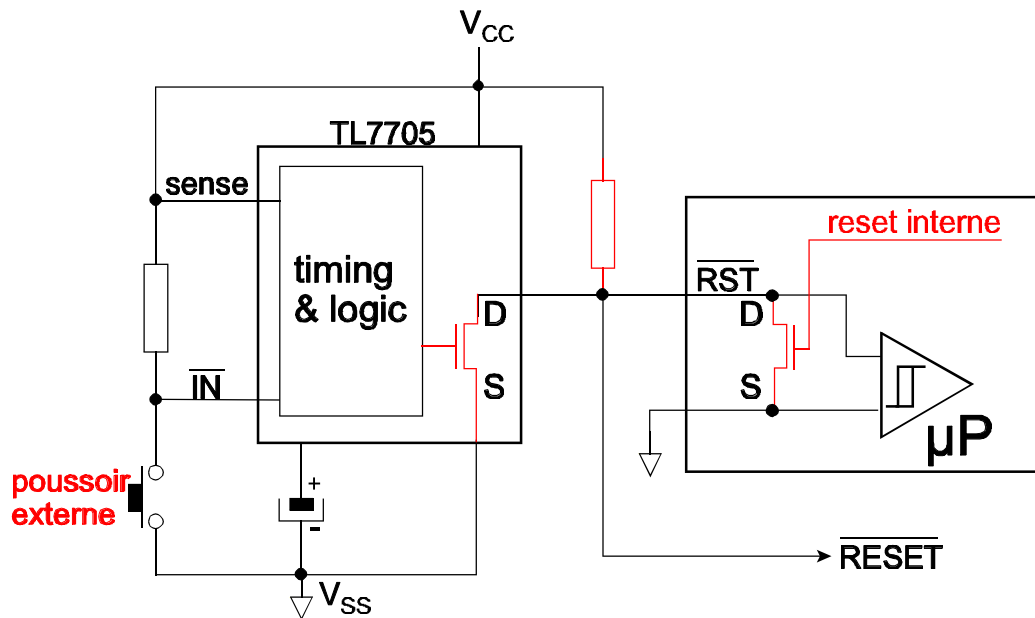 VCC
TL7705
sense
reset interne
timing
& logic
RST
D
D
IN
S
S
µP
poussoir
externe
+
-
RESET
VSS